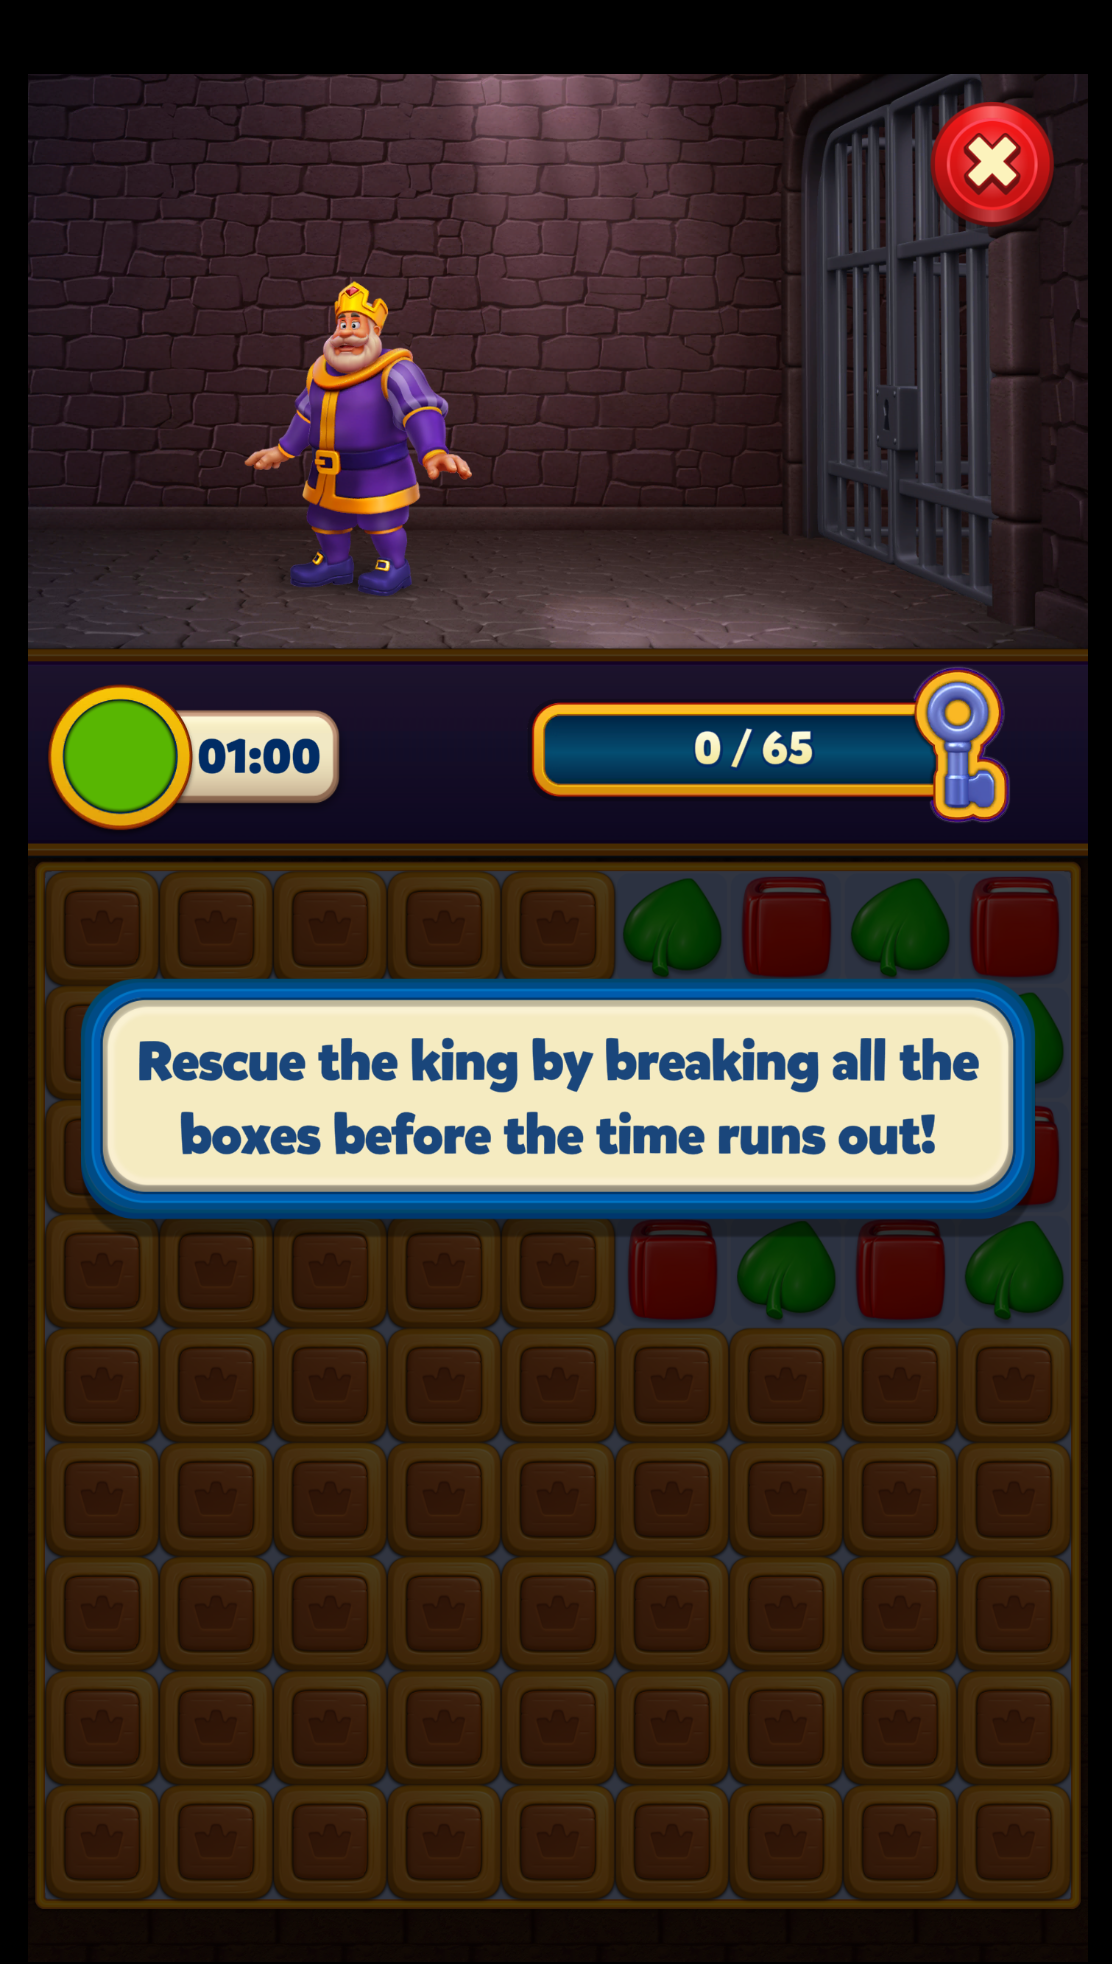 01:00
0 / 65
Rescue the king by breaking all the
boxes before the time runs out!